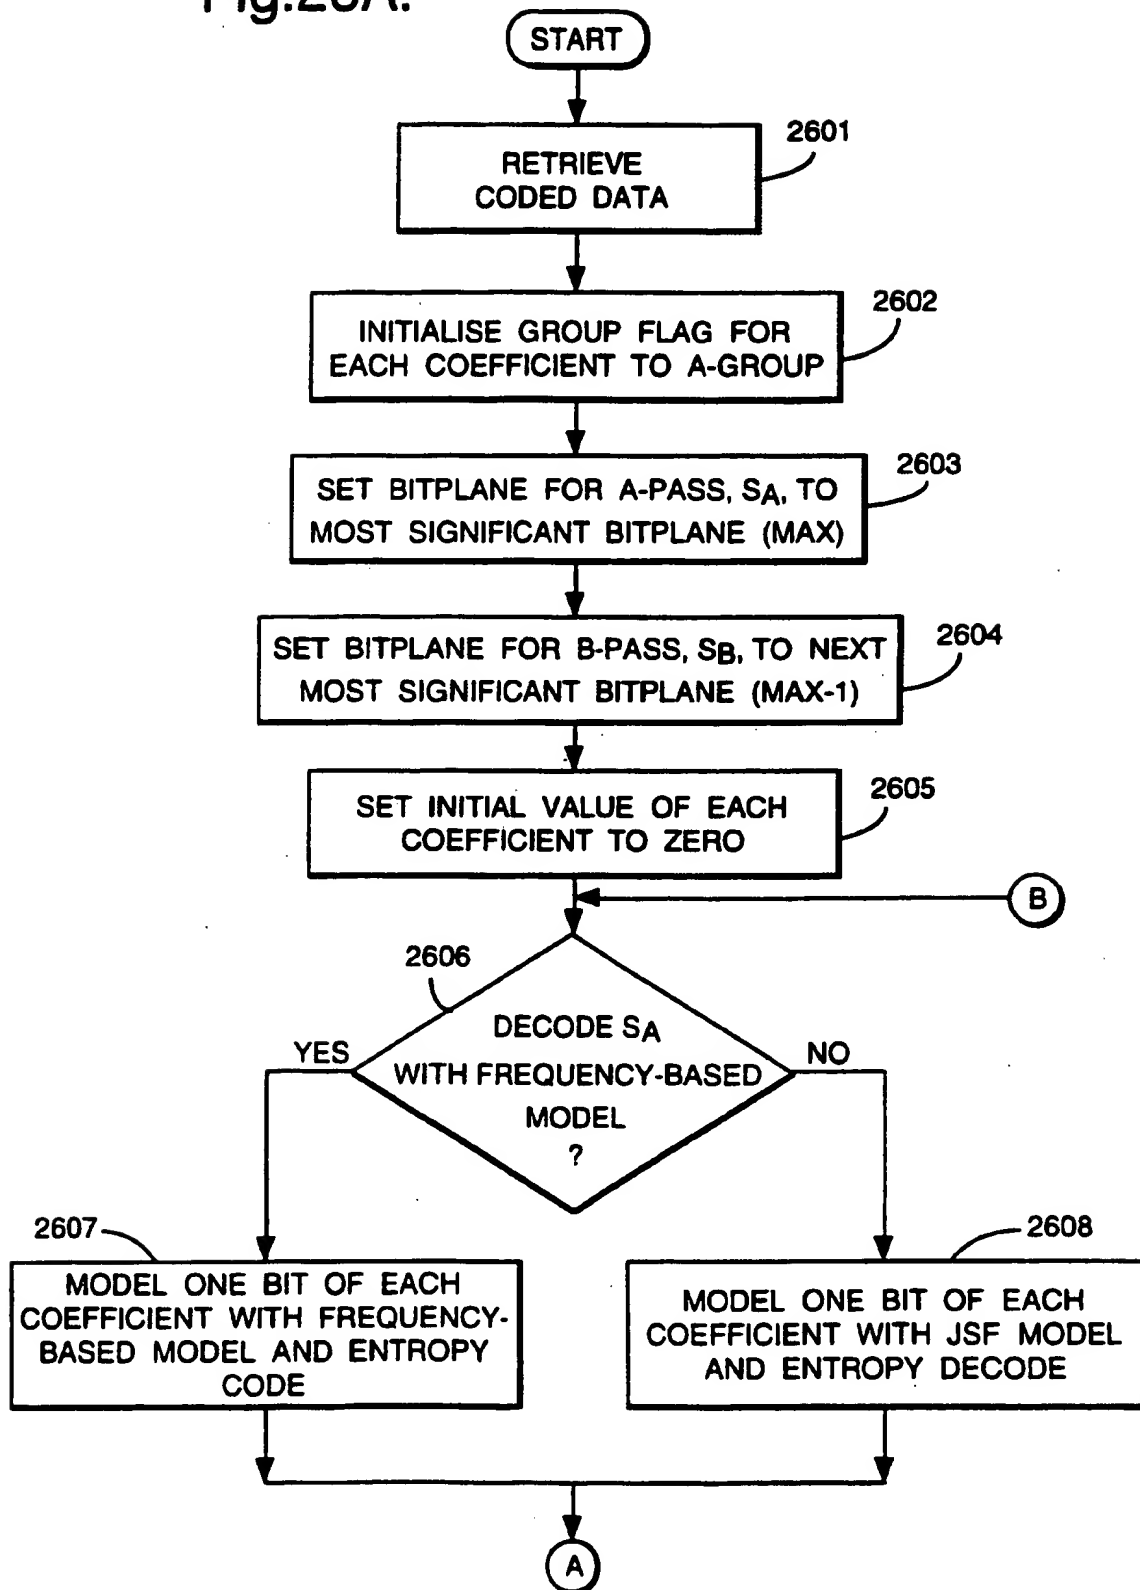 Fig.26A.
START
2601
RETRIEVE
CODED DATA
2602
INITIALISE GROUP FLAG FOR
EACH COEFFICIENT TO A-GROUP
2603
SET BITPLANE FOR A-PASS, SA, TO
MOST SIGNIFICANT BITPLANE (MAX)
2604
SET BITPLANE FOR B-PASS, SB, TO NEXT
MOST SIGNIFICANT BITPLANE (MAX-1)
2605
SET INITIAL VALUE OF EACH
COEFFICIENT TO ZERO
B
2606
DECODE SA
WITH FREQUENCY-BASED
MODEL
?
YES
NO
2607
MODEL ONE BIT OF EACH
COEFFICIENT WITH FREQUENCY-
BASED MODEL AND ENTROPY
CODE
2608
MODEL ONE BIT OF EACH
COEFFICIENT WITH JSF MODEL
AND ENTROPY DECODE
A